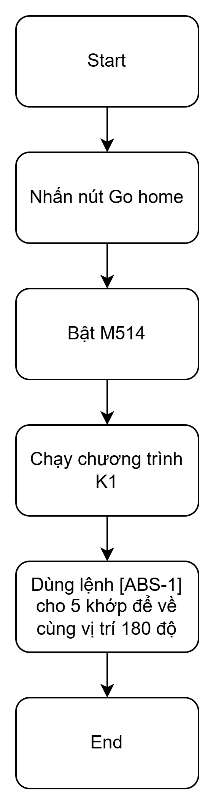 Start
Nhấn nút Go home
Bật M514
Chạy chương trình
K1
Dùng lệnh [ABS-1]
cho 5 khớp để về
cùng vị trí 180 độ
End